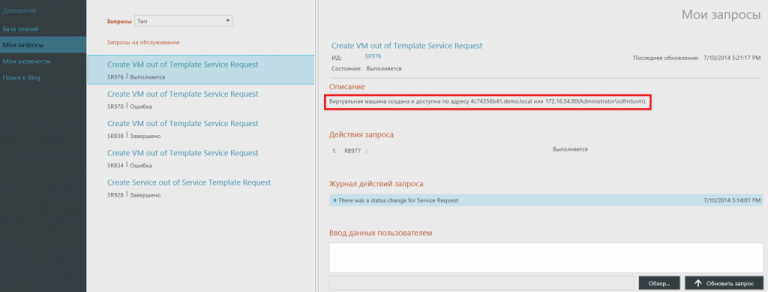 Домашняя
База знаний
Мои запросы
Мои активности
Поиск в Bing
Запросы Тип
Запросы на обслуживание
Create VM out of Template Service Request
SR976 | Выполняется
Create VM out of Template Service Request
SR970 | Ошибка
Create VM out of Template Service Request
SR838 | Завершено
Create VM out of Template Service Request
SR834 | Ошибка
Create Service out of Service Template Request
SR928 | Завершено
Мои запросы
Create VM out of Template Service Request
ИД: SR976 Последнее обновление: 7/10/2014 5:21:17 PM
Состояние: Выполняется
Описание
Виртуальная машина создана и доступна по адресу 4c74356b41.demo.local или 172.16.54.80
Действия запроса
1. RB977 : Выполняется
Журнал действий запроса
There was a status change for Service Request 7/10/2014 5:14:01 PM
Ввод данных пользователем
Обзор... Обновить запрос